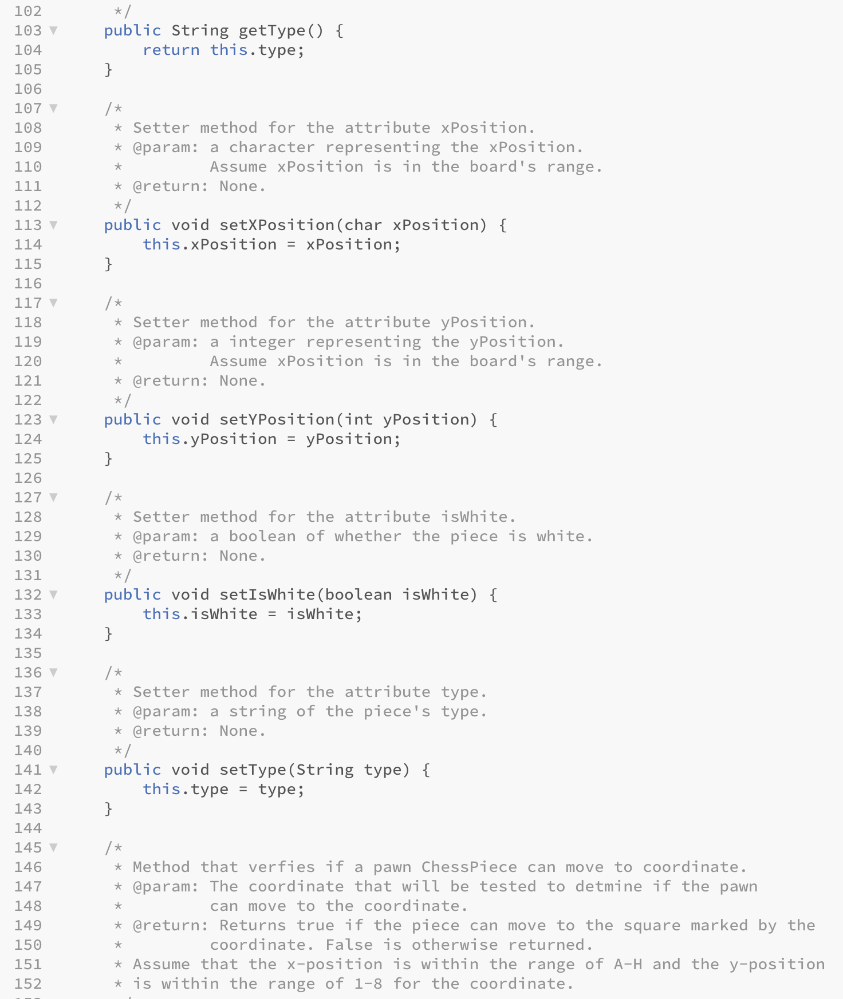 102 */
103 ▼ public String getType() {
104 return this.type;
105 }
106
107 ▼ /*
108 * Setter method for the attribute xPosition.
109 * @param: a character representing the xPosition.
110 * Assume xPosition is in the board's range.
111 * @return: None.
112 */
113 ▼ public void setXPosition(char xPosition) {
114 this.xPosition = xPosition;
115 }
116
117 ▼ /*
118 * Setter method for the attribute yPosition.
119 * @param: a integer representing the yPosition.
120 * Assume xPosition is in the board's range.
121 * @return: None.
122 */
123 ▼ public void setYPosition(int yPosition) {
124 this.yPosition = yPosition;
125 }
126
127 ▼ /*
128 * Setter method for the attribute isWhite.
129 * @param: a boolean of whether the piece is white.
130 * @return: None.
131 */
132 ▼ public void setIsWhite(boolean isWhite) {
133 this.isWhite = isWhite;
134 }
135
136 ▼ /*
137 * Setter method for the attribute type.
138 * @param: a string of the piece's type.
139 * @return: None.
140 */
141 ▼ public void setType(String type) {
142 this.type = type;
143 }
144
145 ▼ /*
146 * Method that verfies if a pawn ChessPiece can move to coordinate.
147 * @param: The coordinate that will be tested to detmine if the pawn
148 * can move to the coordinate.
149 * @return: Returns true if the piece can move to the square marked by the
150 * coordinate. False is otherwise returned.
151 * Assume that the x-position is within the range of A-H and the y-position
152 * is within the range of 1-8 for the coordinate.